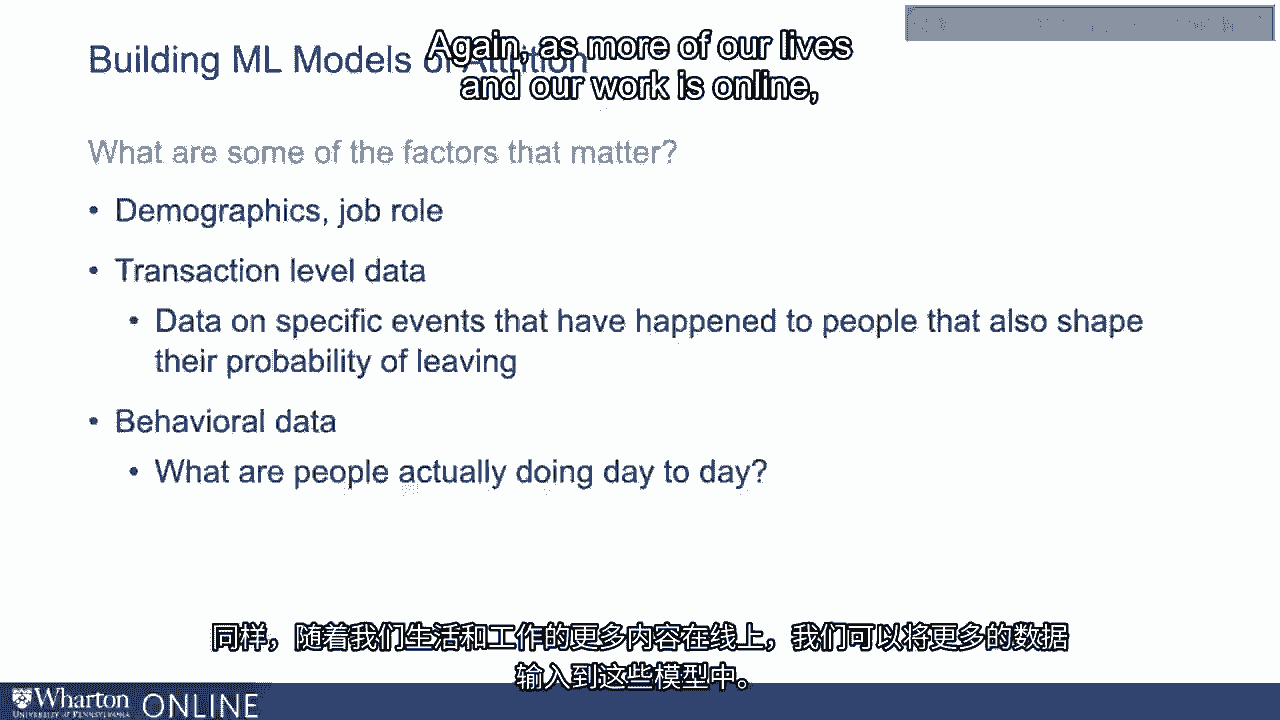 Building ML Models of Attrition
Again, as more of our lives
and our work is online,
What are some of the factors that matter?
• Demographics, job role
• Transaction level data
• Data on specific events that have happened to people that also shape
their probability of leaving
• Behavioral data
• What are people actually doing day to day?
同样，随着我们生活和工作的更多内容在线上，我们可以将更多的数据
输入到这些模型中。
Wharton ONLINE
UNIVERSITY of PENNSYLVANIA